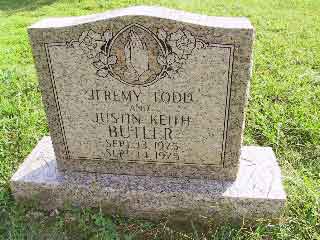 JEREMY TODD
AND
JUSTIN KEITH
BUTLER
SEPT. 13, 1975
SEPT. 14, 1975